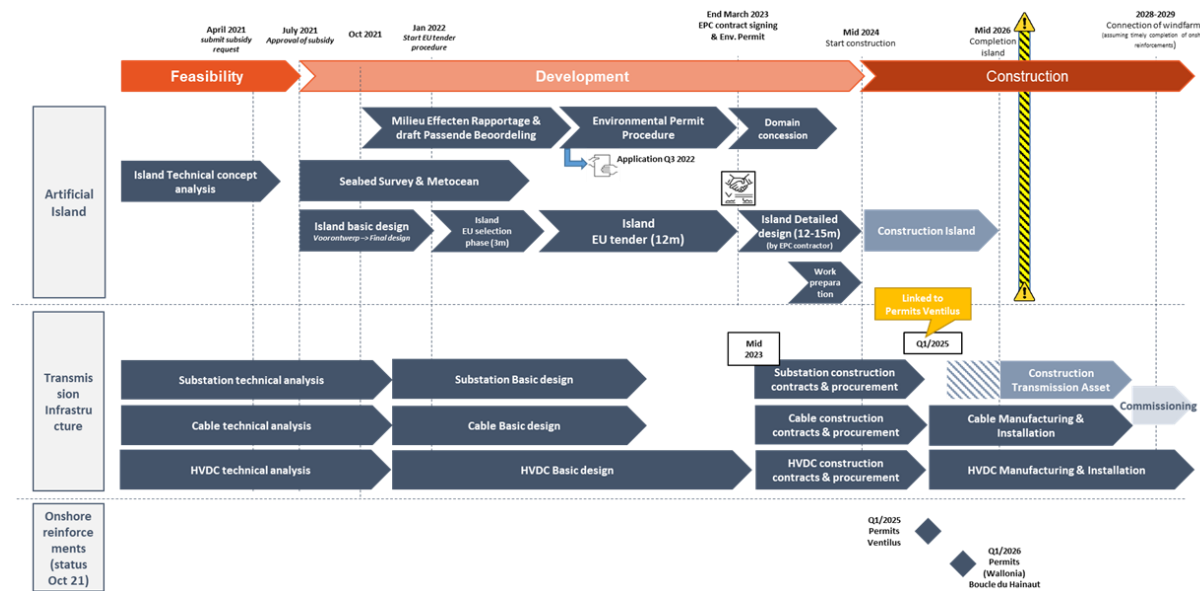 April 2021
submit subsidy
request
July 2021
Approval of subsidy
Oct 2021
Jan 2022
Start EU tender
procedure
End March 2023
EPC contract signing
& Env. Permit
Mid 2024
Start construction
Mid 2026
Completion
island
2028-2029
Connection of windfarm
(assuming timely completion of onsh
reinforcements)
Feasibility
Development
Construction
Artificial
Island
Milieu Effecten Rapportage &
draft Passende Beoordeling
Environmental Permit
Procedure
Domain
concession
Application Q3 2022
Island Technical concept
analysis
Seabed Survey & Metocean
Island basic design
Voorontwerp --> Final design
Island
EU selection
phase (3m)
Island
EU tender (12m)
Island Detailed
design (12-15m)
(by EPC contractor)
Construction Island
Work
prepara
tion
Linked to
Permits Ventilus
Mid
2023
Q1/2025
Transmis
sion
Infrastru
cture
Substation technical analysis
Substation Basic design
Substation construction
contracts & procurement
Construction
Transmission Asset
Commissioning
Cable technical analysis
Cable Basic design
Cable construction
contracts & procurement
Cable Manufacturing &
Installation
HVDC technical analysis
HVDC Basic design
HVDC construction
contracts & procurement
HVDC Manufacturing & Installation
Onshore
reinforce
ments
(status
Oct 21)
Q1/2025
Permits
Ventilus
Q1/2026
Permits
(Wallonia)
Boucle du Hainaut